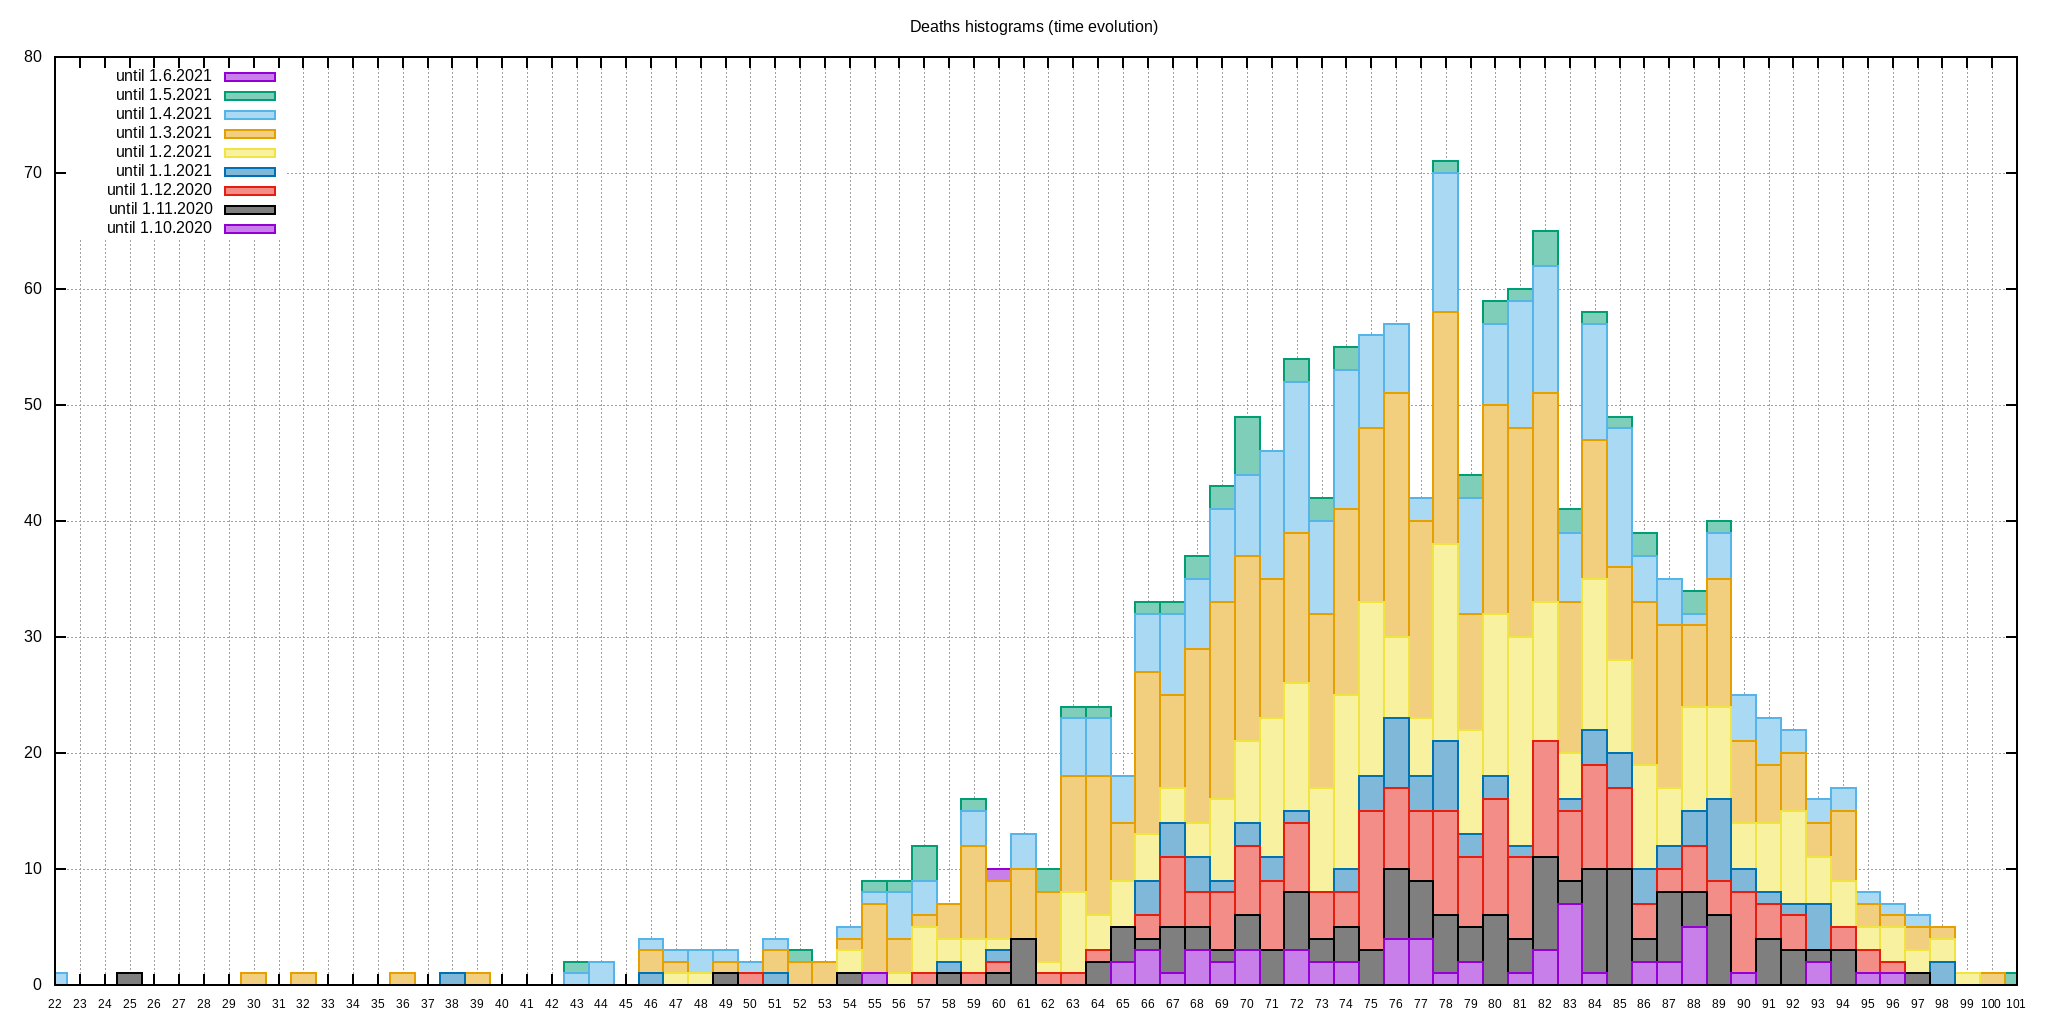 Deaths histograms (time evolution)
80
70
60
50
40
30
20
10
0
until 1.6.2021
until 1.5.2021
until 1.4.2021
until 1.3.2021
until 1.2.2021
until 1.1.2021
until 1.12.2020
until 1.11.2020
until 1.10.2020
22 23 24 25 26 27 28 29 30 31 32 33 34 35 36 37 38 39 40 41 42 43 44 45 46 47 48 49 50 51 52 53 54 55 56 57 58 59 60 61 62 63 64 65 66 67 68 69 70 71 72 73 74 75 76 77 78 79 80 81 82 83 84 85 86 87 88 89 90 91 92 93 94 95 96 97 98 99 100 101